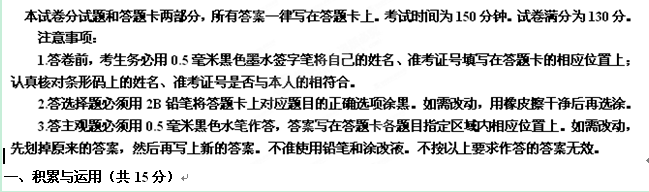 本试卷分试题和答题卡两部分，所有答案一律写在答题卡上。考试时间为150分钟。试卷满分为130分。
注意事项：
1.答卷前，考生务必用0.5毫米黑色墨水签字笔将自己的姓名、准考证号填写在答题卡的相应位置上；
认真核对条形码上的姓名、准考证号是否与本人的相符合。
2.答选择题必须用2B铅笔将答题卡上对应题目的正确选项涂黑。如需改动，用橡皮擦干净后再选涂。
3.答主观题必须用0.5毫米黑色水笔作答，答案写在答题卡各题目指定区域内相应位置上。如需改动，
先划掉原来的答案，然后再写上新的答案。不准使用铅笔和涂改液。不按以上要求作答的答案无效。
一、积累与运用（共15分）